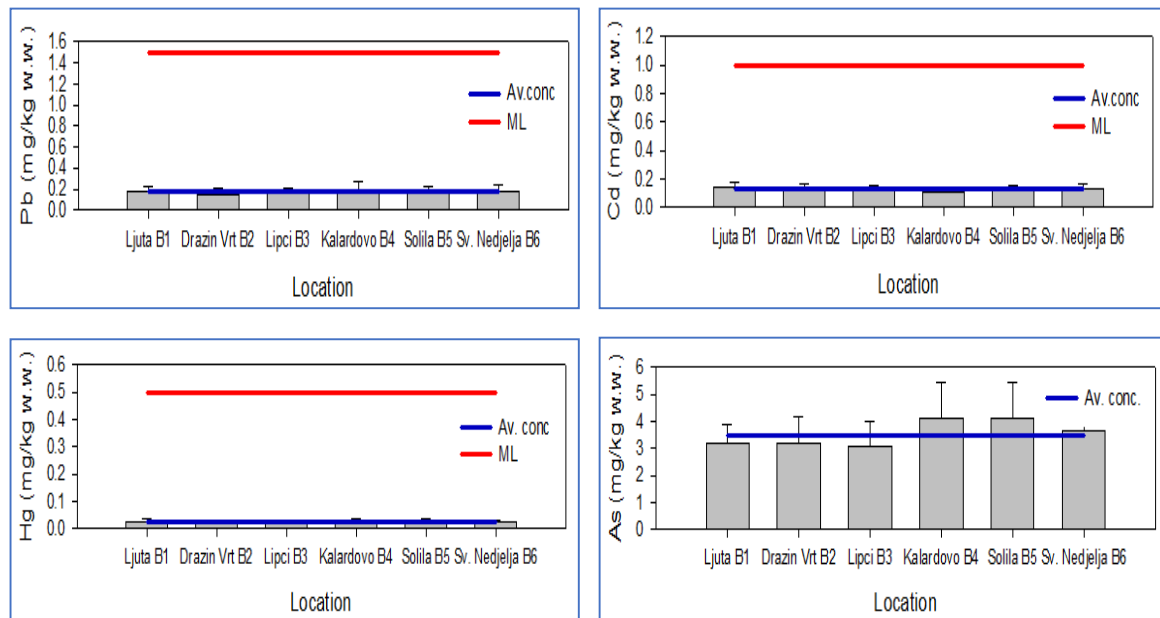 Pb (mg/kg w.w.)
1.6
1.4
1.2
1.0
0.8
0.6
0.4
0.2
0.0
Av.conc
ML
Ljuta B1 Drazin Vrt B2 Lipci B3 Kalardovo B4 Solila B5 Sv. Nedjelja B6
Location
Cd (mg/kg w.w.)
1.2
1.0
0.8
0.6
0.4
0.2
0.0
Av.conc
ML
Ljuta B1 Drazin Vrt B2 Lipci B3 Kalardovo B4 Solila B5 Sv. Nedjelja B6
Location
Hg (mg/kg w.w.)
0.6
0.5
0.4
0.3
0.2
0.1
0.0
Av. conc
ML
Ljuta B1 Drazin Vrt B2 Lipci B3 Kalardovo B4 Solila B5 Sv. Nedjelja B6
Location
As (mg/kg w.w.)
6
5
4
3
2
1
0
Av. conc.
Ljuta B1 Drazin Vrt B2 Lipci B3 Kalardovo B4 Solila B5 Sv. Nedjelja B6
Location